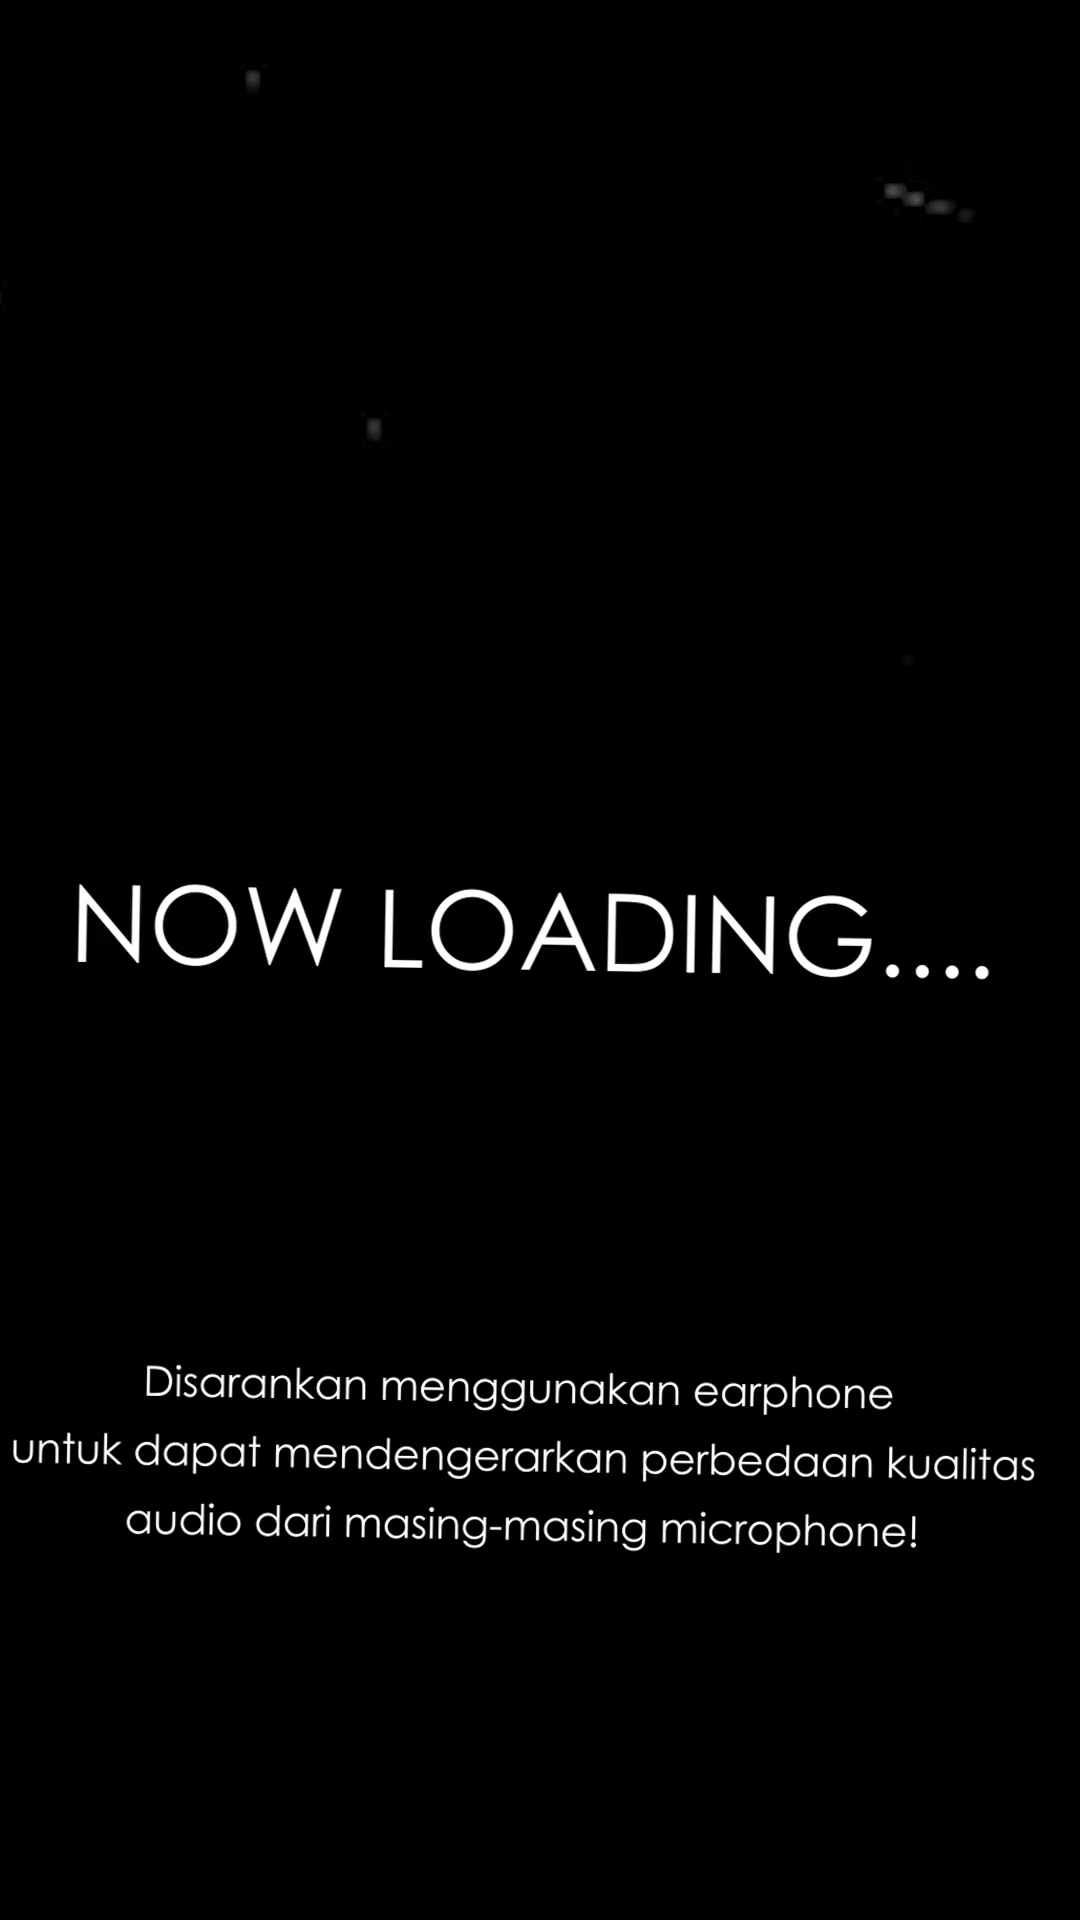 NOW LOADING....
Disarankan menggunakan earphone
untuk dapat mendengerarkan perbedaan kualitas
audio dari masing-masing microphone!